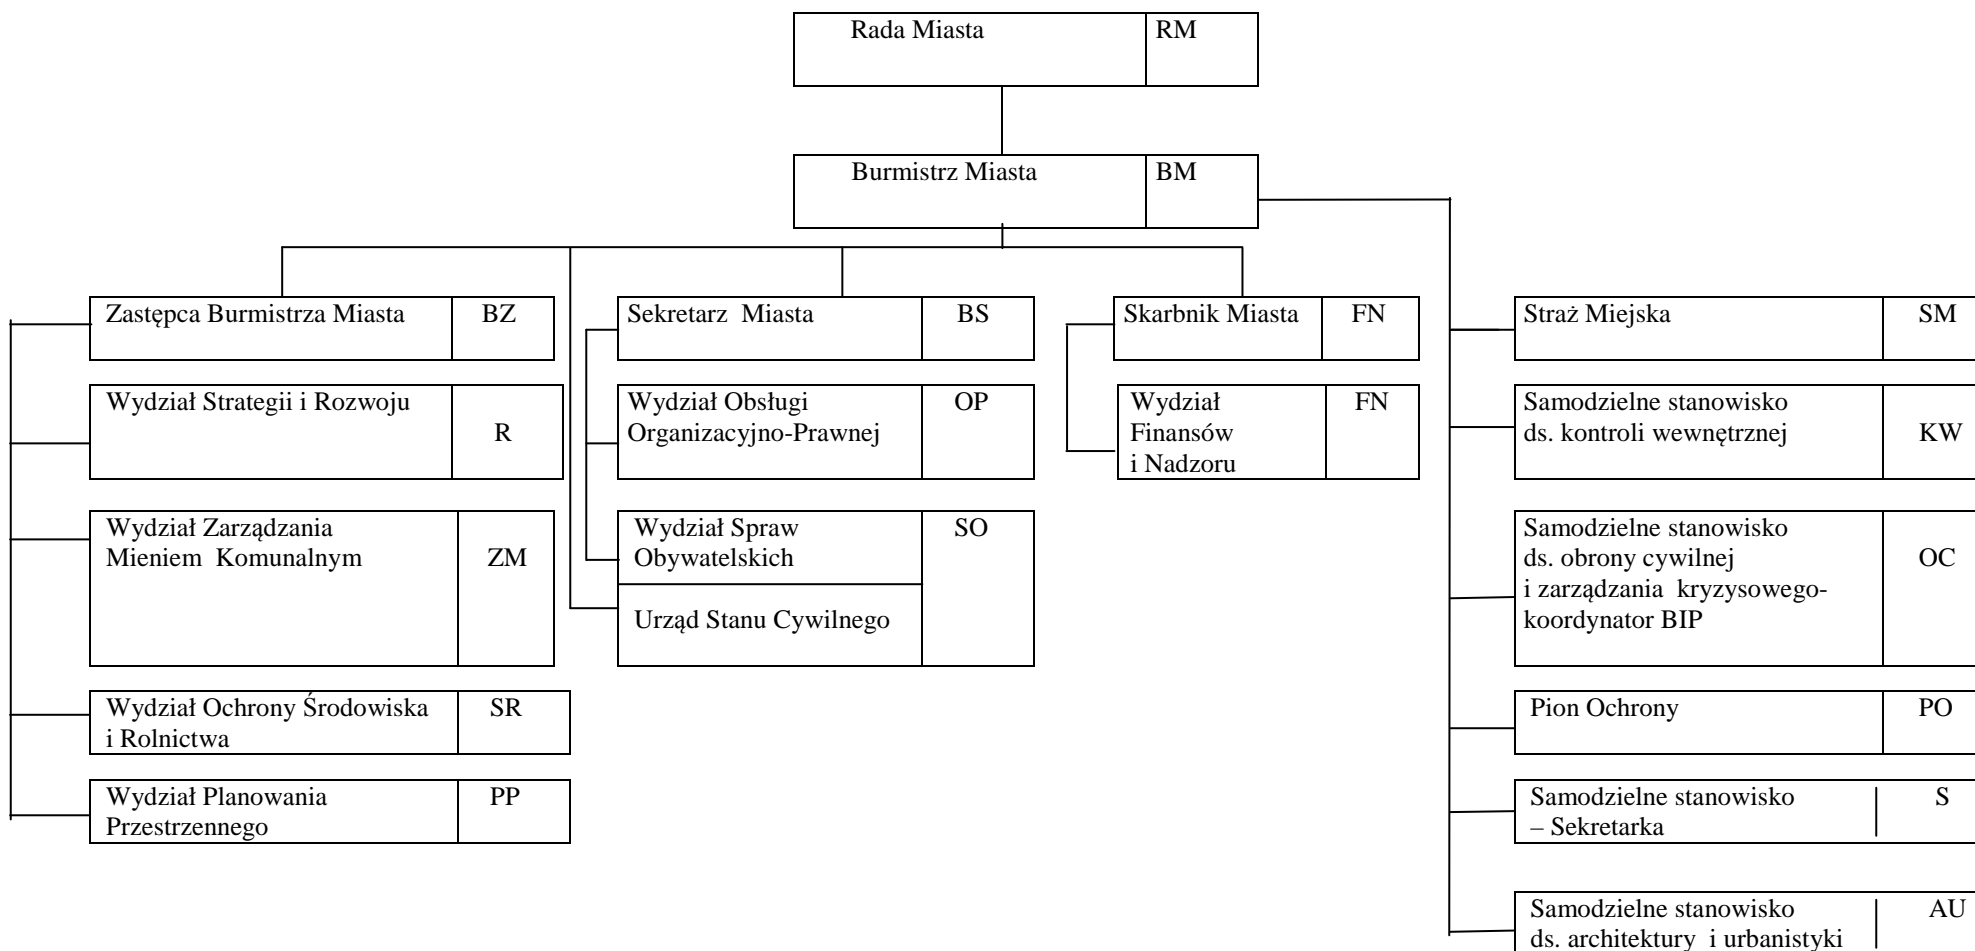 Rada Miasta RM
Burmistrz Miasta BM
Zastępca Burmistrza Miasta BZ
Wydział Strategii i Rozwoju
R
Wydział Zarządzania
Mieniem Komunalnym ZM
Wydział Ochrony Środowiska SR
i Rolnictwa
Wydział Planowania PP
Przestrzennego
Sekretarz Miasta BS
Wydział Obsługi OP
Organizacyjno-Prawnej
Wydział Spraw SO
Obywatelskich
Urząd Stanu Cywilnego
Skarbnik Miasta FN
Wydział FN
Finansów
i Nadzoru
Straż Miejska SM
Samodzielne stanowisko
ds. kontroli wewnętrznej KW
Samodzielne stanowisko
ds. obrony cywilnej OC
i zarządzania kryzysowego-
koordynator BIP
Pion Ochrony PO
Samodzielne stanowisko S
– Sekretarka
Samodzielne stanowisko AU
ds. architektury i urbanistyki